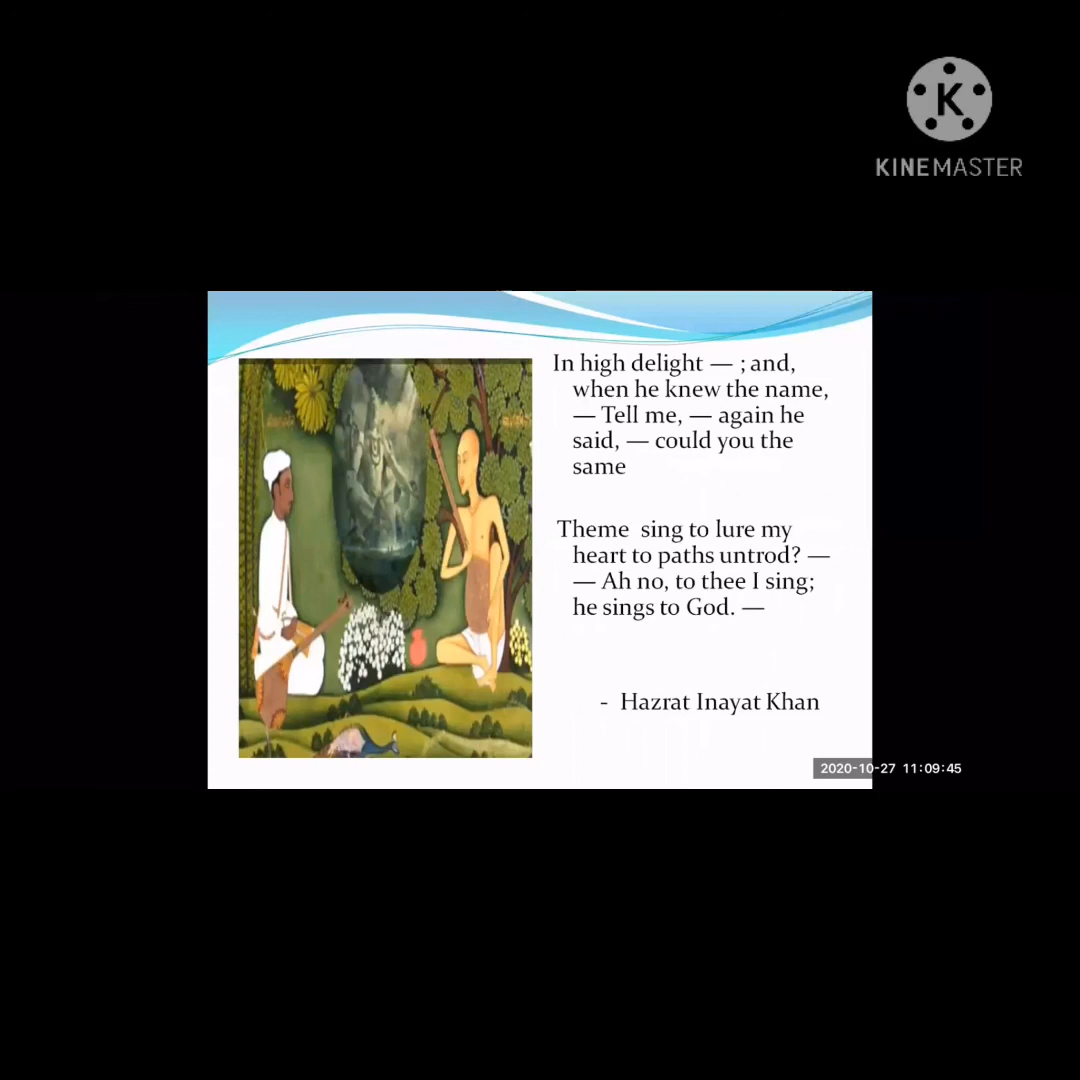 KINEMASTER
In high delight — ; and,
when he knew the name,
— Tell me, — again he
said, — could you the
same
Theme sing to lure my
heart to paths untrod? —
— Ah no, to thee I sing;
he sings to God. —
- Hazrat Inayat Khan
2020-10-27 11:09:45